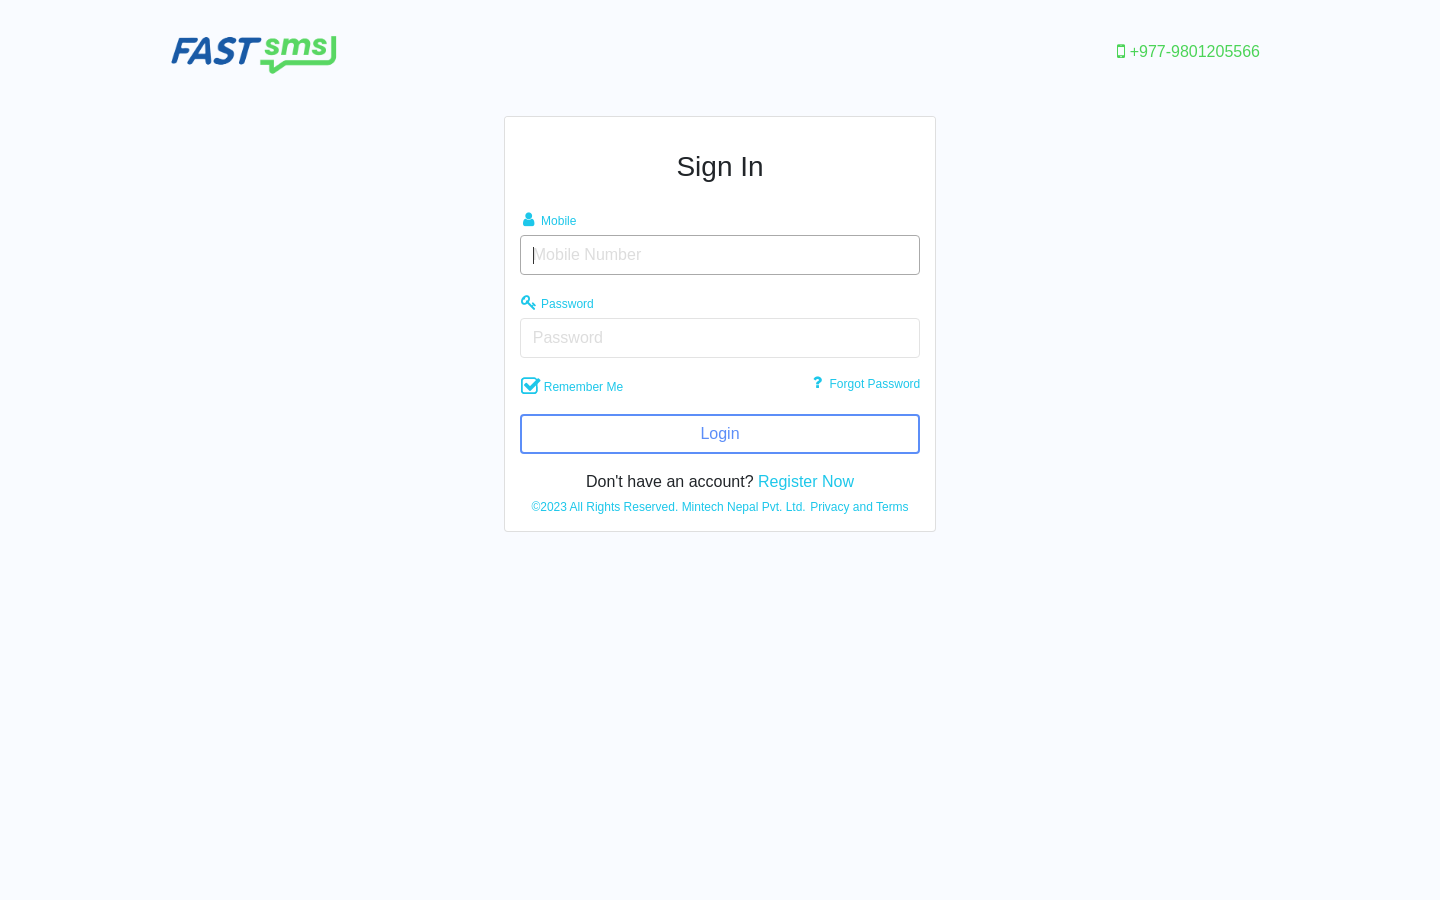 FAST sms
+977-9801205566
Sign In
Mobile
Mobile Number
Password
Password
Remember Me
? Forgot Password
Login
Don't have an account? Register Now
©2023 All Rights Reserved. Mintech Nepal Pvt. Ltd. Privacy and Terms